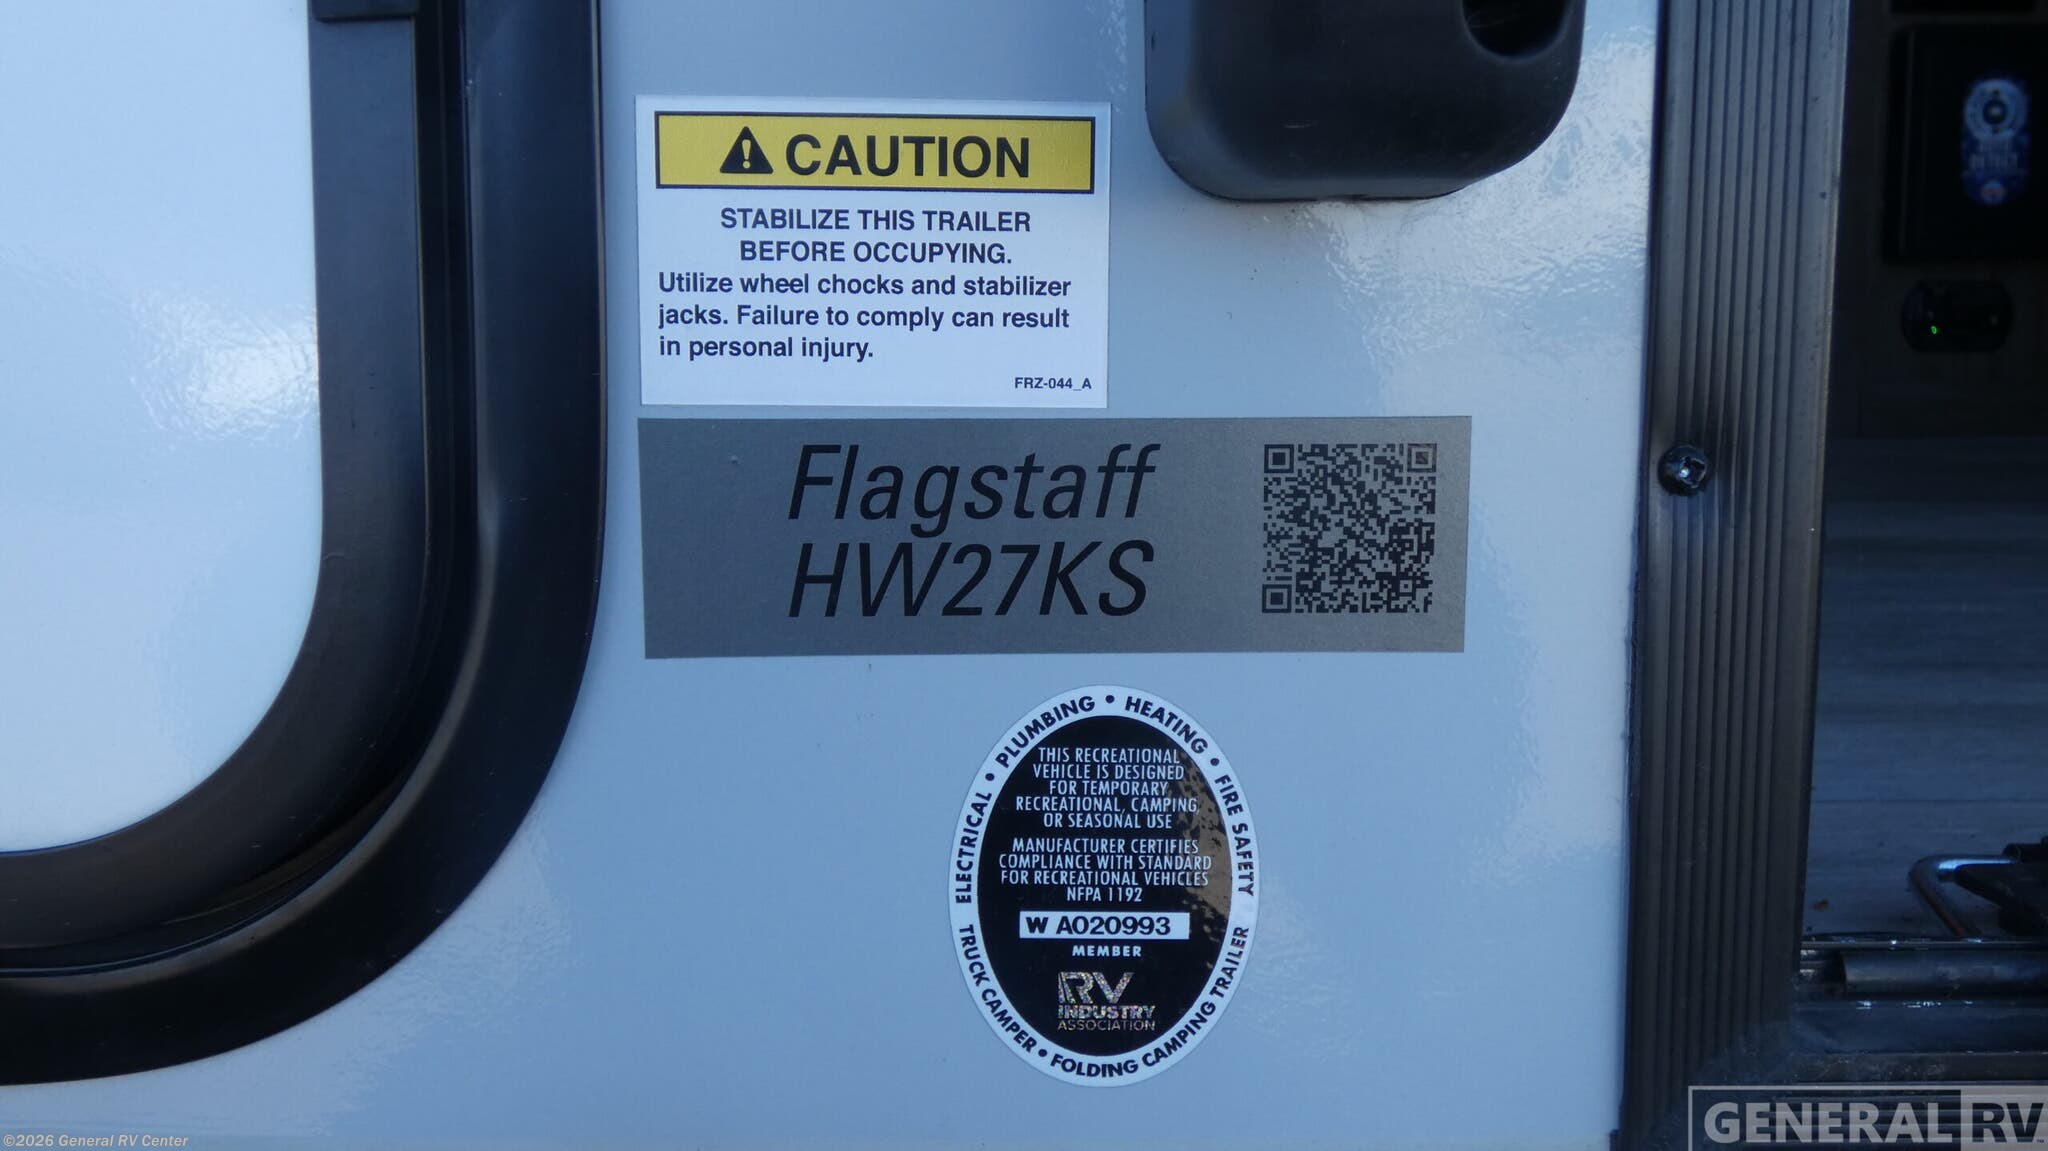 CAUTION
STABILIZE THIS TRAILER
BEFORE OCCUPYING.
Utilize wheel chocks and stabilizer
jacks. Failure to comply can result
in personal injury.
FRZ-044_A
Flagstaff
HW27KS
ELECTRICAL • PLUMBING • HEATING • FIRE SAFETY
THIS RECREATIONAL
VEHICLE IS DESIGNED
FOR TEMPORARY
RECREATIONAL, CAMPING
OR SEASONAL USE
MANUFACTURER CERTIFIES
COMPLIANCE WITH STANDARD
FOR RECREATIONAL VEHICLES
NFPA 1192
W A020993
MEMBER
RV
INDUSTRY
ASSOCIATION
TRUCK CAMPER • FOLDING CAMPING TRAILER
GENERAL RV
©2026 General RV Center